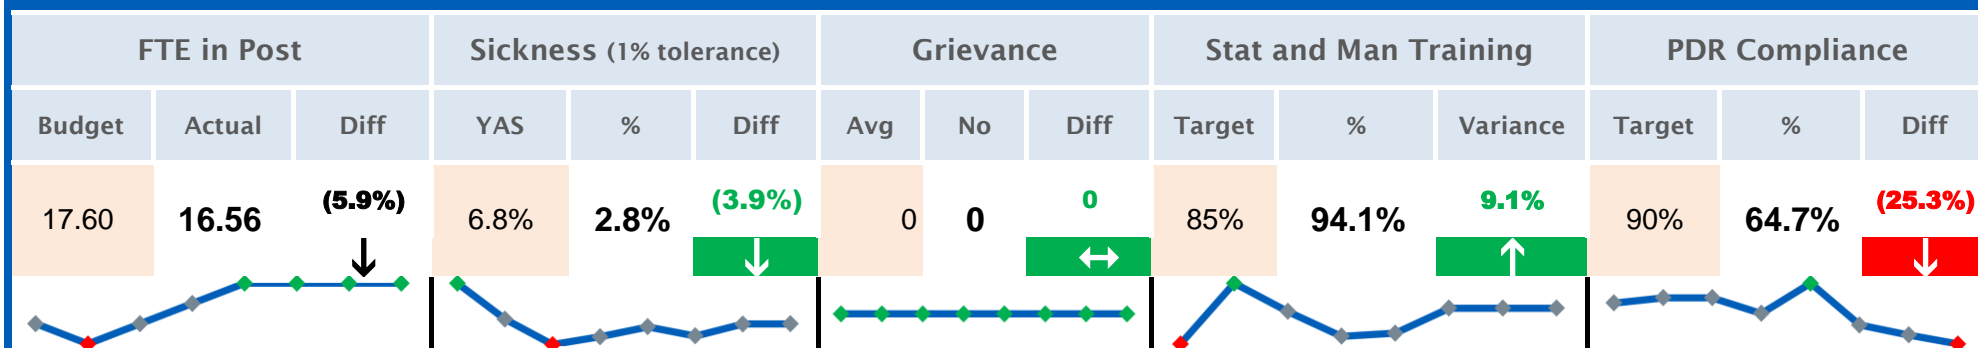 FTE in Post Sickness (1% tolerance) Grievance Stat and Man Training PDR Compliance
Budget Actual Diff YAS % Diff Avg No Diff Target % Variance Target % Diff
17.60 16.56 (5.9%) 6.8% 2.8% (3.9%) 0 0 0 85% 94.1% 9.1% 90% 64.7% (25.3%)